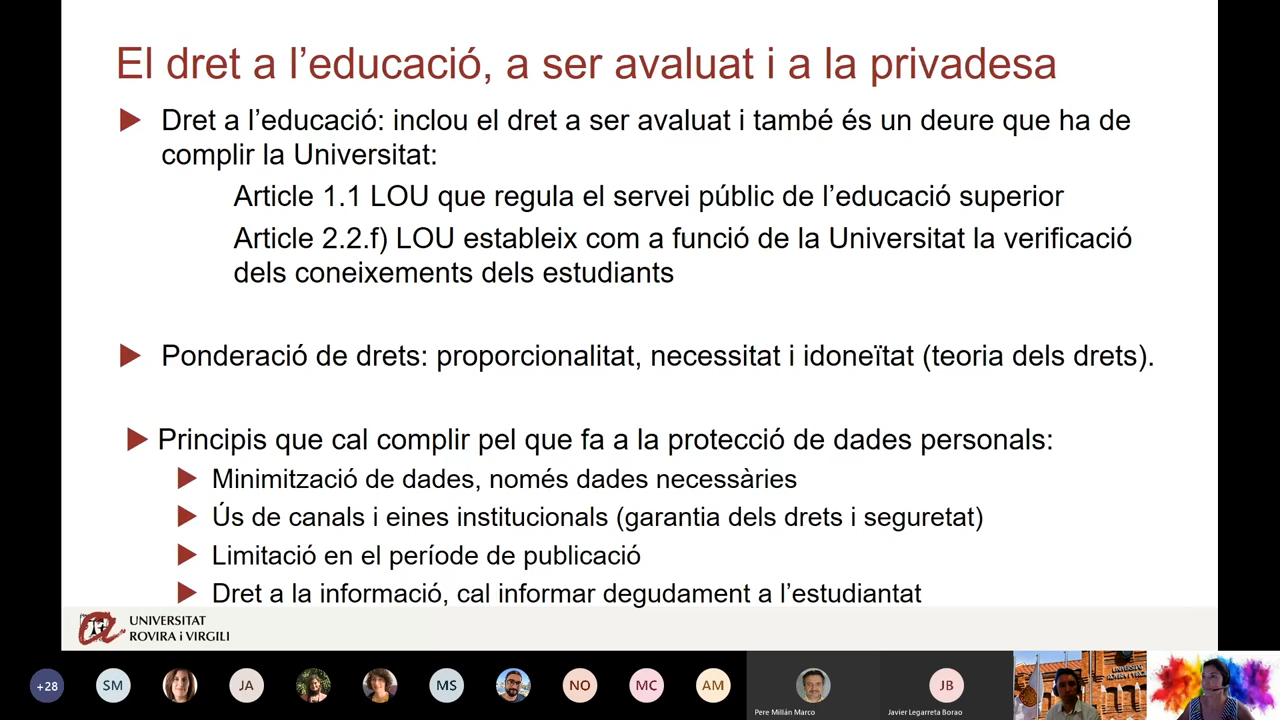 El dret a l’educació, a ser avaluat i a la privadesa
Dret a l’educació: inclou el dret a ser avaluat i també és un deure que ha de
complir la Universitat:
Article 1.1 LOU que regula el servei públic de l’educació superior
Article 2.2.f) LOU estableix com a funció de la Universitat la verificació
dels coneixements dels estudiants
Ponderació de drets: proporcionalitat, necessitat i idoneïtat (teoria dels drets).
Principis que cal complir pel que fa a la protecció de dades personals:
Minimització de dades, només dades necessàries
Ús de canals i eines institucionals (garantia dels drets i seguretat)
Limitació en el període de publicació
Dret a la informació, cal informar degudament a l’estudiantat
UNIVERSITAT
ROVIRA i VIRGILI
+28
SM
JA
MS
NO
MC
AM
Pere Millán Marco
JB
Javier Legarreta Borao
UNIVERSITAT
ROVIRA i VIRGILI